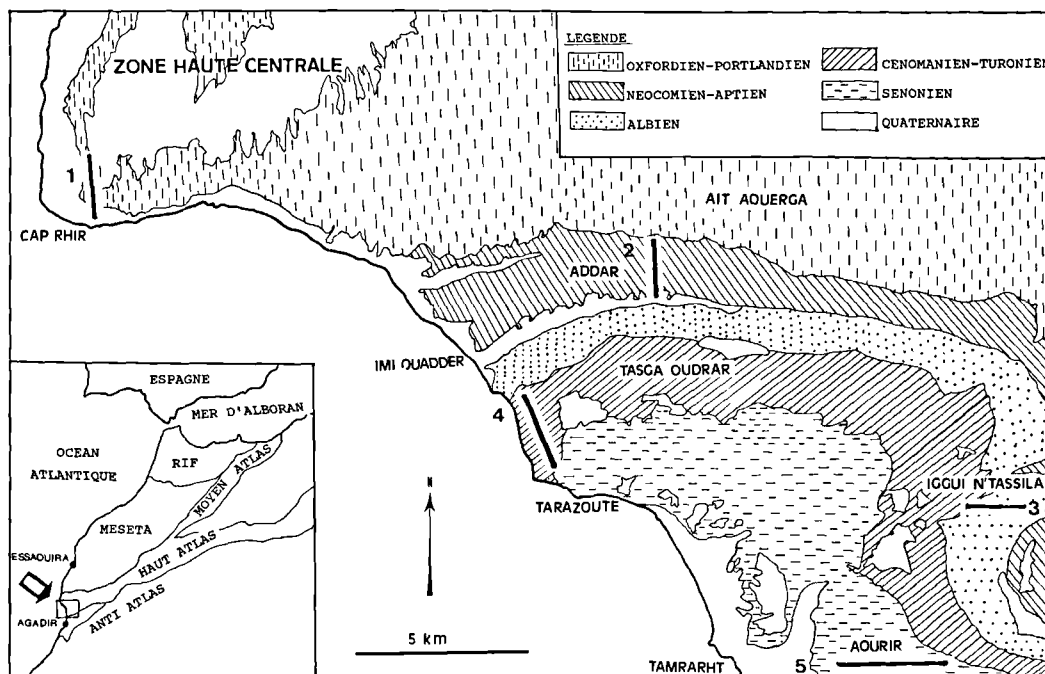 ZONE HAUTE CENTRALE
LEGENDE
OXFORDIEN-PORTLANDIEN
CENOMANIEN-TURONIEN
NEOCOMIEN-APTIEN
SENONIEN
ALBIEN
QUATERNAIRE
1
CAP RHIR
AIT AOUERGA
2
ADDAR
IMI OUADDER
TASGA OUDRAR
4
IGGUI N'TASSILA
3
TARAZOUTE
N
5 km
AOURIR
5
TAMRARHT
ESPAGNE
MER D'ALBORAN
OCEAN
ATLANTIQUE
RIF
MOYEN ATLAS
MESETA
ESSAOUIRA
HAUT ATLAS
ANTI ATLAS
AGADIR